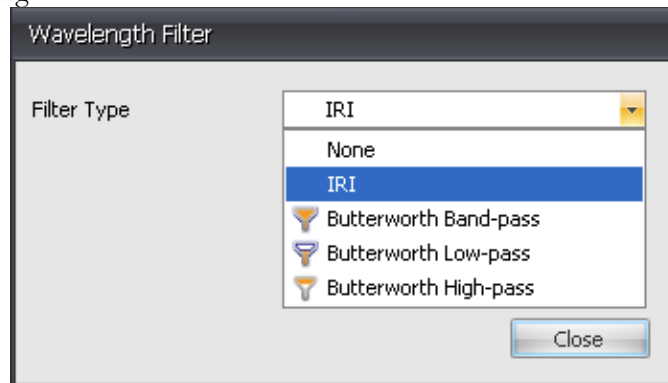 Wavelength Filter
Filter Type
IRI
None
IRI
Butterworth Band-pass
Butterworth Low-pass
Butterworth High-pass
Close